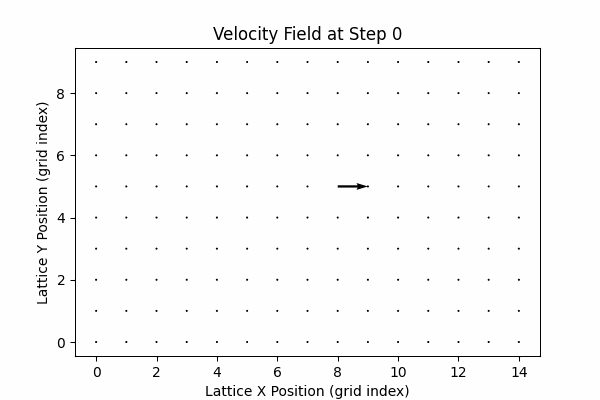 Velocity Field at Step 0
Lattice Y Position (grid index)
8
6
4
2
0
0 2 4 6 8 10 12 14
Lattice X Position (grid index)